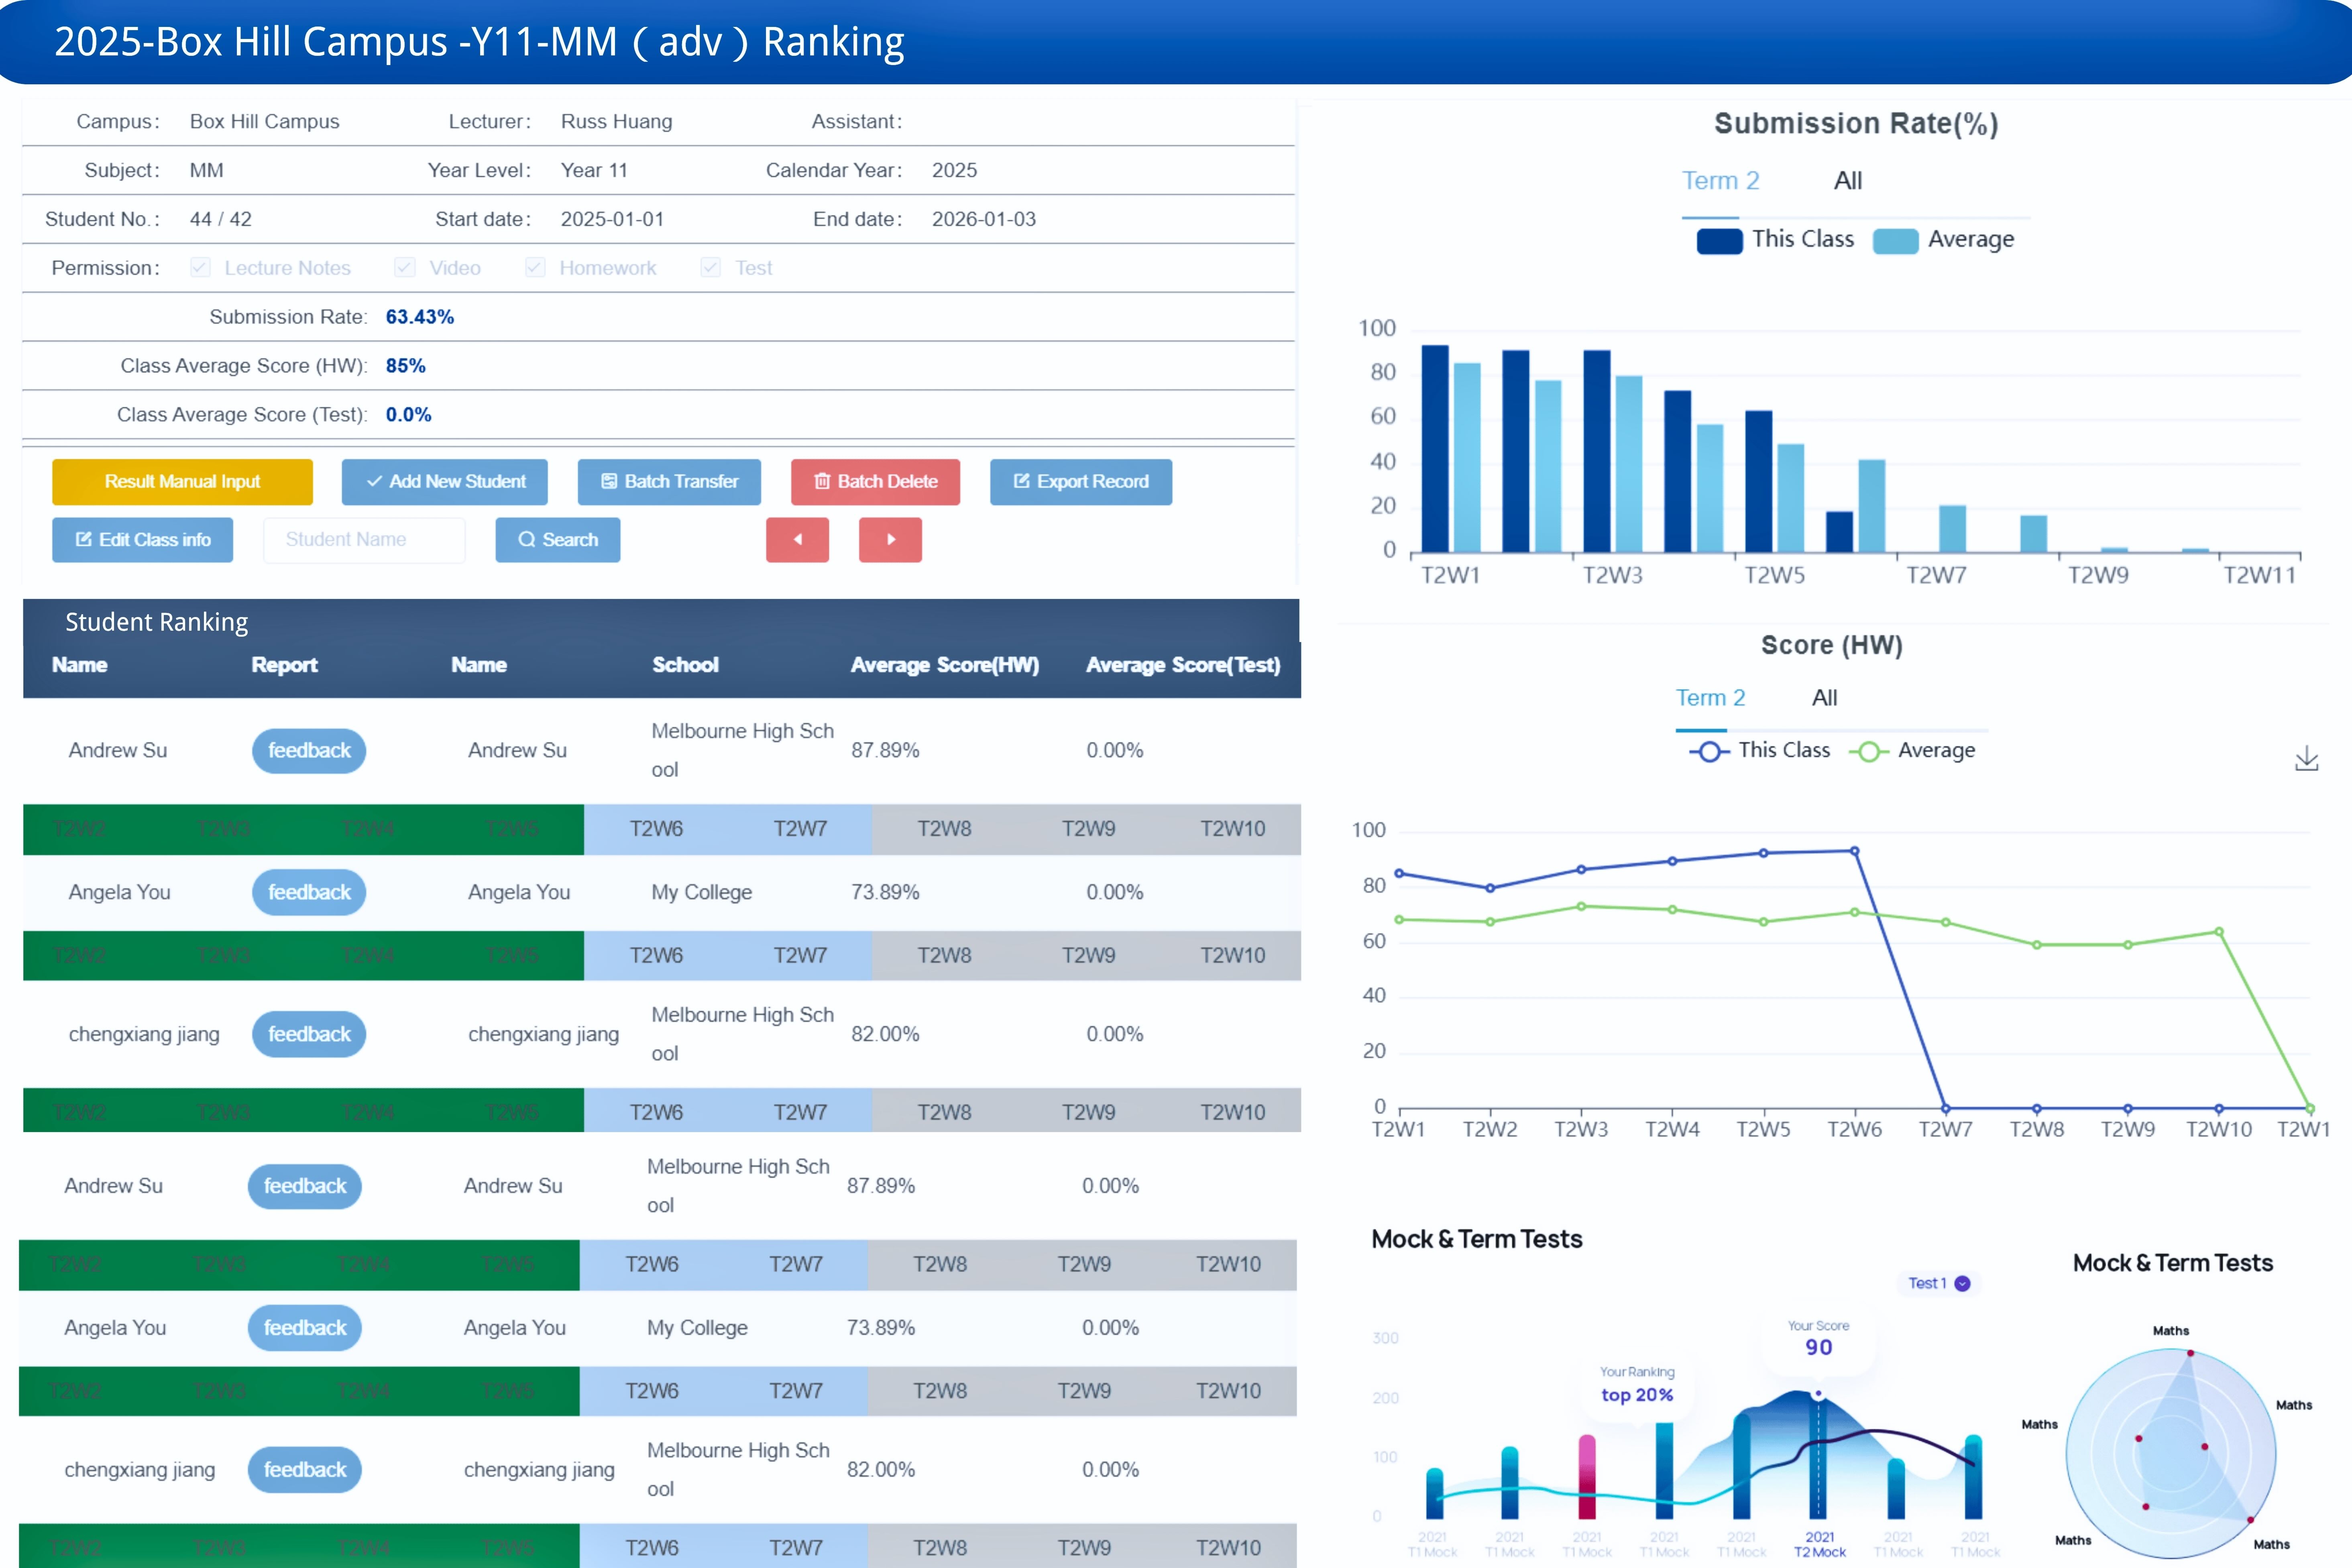 2025-Box Hill Campus -Y11-MM（adv）Ranking
Campus: Box Hill Campus Lecturer: Russ Huang Assistant:
Subject: MM Year Level: Year 11 Calendar Year: 2025
Student No.: 44 / 42 Start date: 2025-01-01 End date: 2026-01-03
Permission: Lecture Notes Video Homework Test
Submission Rate: 63.43%
Class Average Score (HW): 85%
Class Average Score (Test): 0.0%
Result Manual Input Add New Student Batch Transfer Batch Delete Export Record
Edit Class info Student Name Search
Student Ranking
Name Report Name School Average Score(HW) Average Score(Test)
Andrew Su feedback Andrew Su Melbourne High Sch
ool 87.89% 0.00%
T2W2 T2W3 T2W4 T2W5 T2W6 T2W7 T2W8 T2W9 T2W10
Angela You feedback Angela You My College 73.89% 0.00%
T2W2 T2W3 T2W4 T2W5 T2W6 T2W7 T2W8 T2W9 T2W10
chengxiang jiang feedback chengxiang jiang Melbourne High Sch
ool 82.00% 0.00%
T2W2 T2W3 T2W4 T2W5 T2W6 T2W7 T2W8 T2W9 T2W10
Andrew Su feedback Andrew Su Melbourne High Sch
ool 87.89% 0.00%
T2W2 T2W3 T2W4 T2W5 T2W6 T2W7 T2W8 T2W9 T2W10
Angela You feedback Angela You My College 73.89% 0.00%
T2W2 T2W3 T2W4 T2W5 T2W6 T2W7 T2W8 T2W9 T2W10
chengxiang jiang feedback chengxiang jiang Melbourne High Sch
ool 82.00% 0.00%
T2W2 T2W3 T2W4 T2W5 T2W6 T2W7 T2W8 T2W9 T2W10
Submission Rate(%)
Term 2 All
This Class Average
100
80
60
40
20
0
T2W1 T2W3 T2W5 T2W7 T2W9 T2W11
Score (HW)
Term 2 All
This Class Average
100
80
60
40
20
0
T2W1 T2W2 T2W3 T2W4 T2W5 T2W6 T2W7 T2W8 T2W9 T2W10 T2W1
Mock & Term Tests
Test 1
Your Score
90
Your Ranking
top 20%
300
200
100
0
2021 2021 2021 2021 2021 2021 2021 2021
T1 Mock T1 Mock T1 Mock T1 Mock T1 Mock T2 Mock T1 Mock T1 Mock
Mock & Term Tests
Maths
Maths
Maths
Maths
Maths